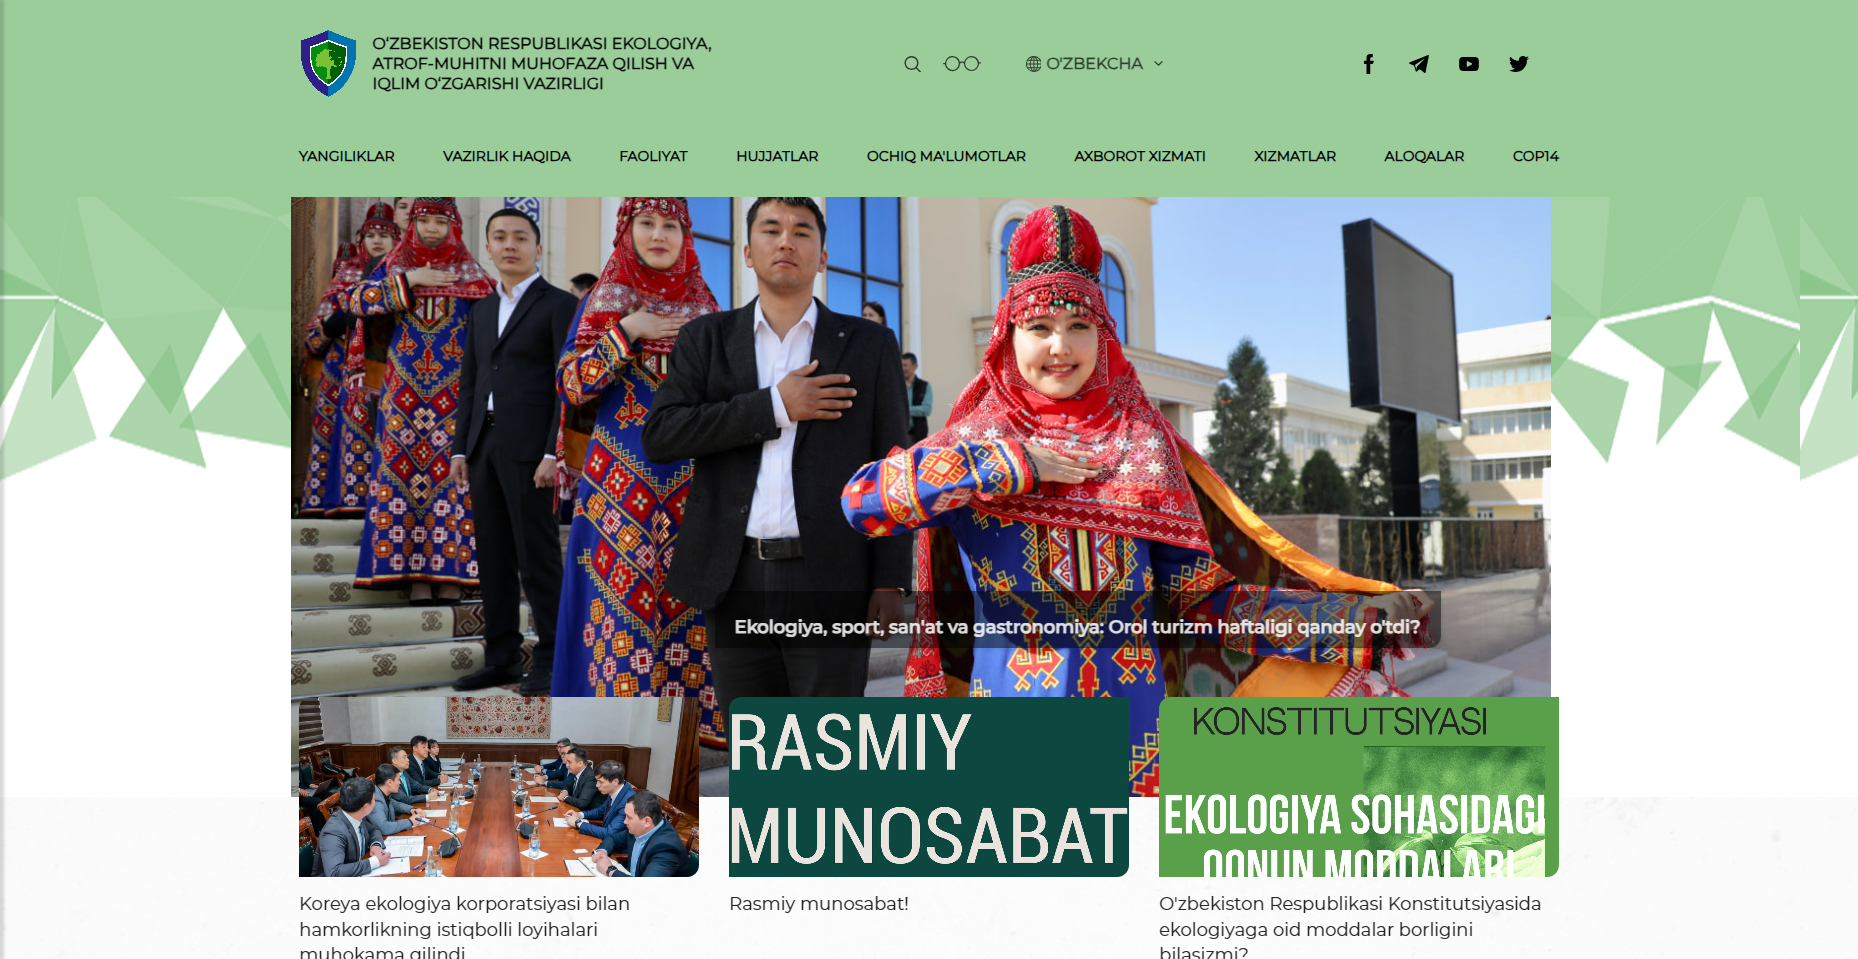 O‘ZBEKISTON RESPUBLIKASI EKOLOGIYA,
ATROF-MUHITNI MUHOFAZA QILISH VA
IQLIM O‘ZGARISHI VAZIRLIGI
O'ZBEKCHA
YANGILIKLAR VAZIRLIK HAQIDA FAOLIYAT HUJJATLAR OCHIQ MA'LUMOTLAR AXBOROT XIZMATI XIZMATLAR ALOQALAR COP14
Ekologiya, sport, san'at va gastronomiya: Orol turizm haftaligi qanday o'tdi?
RASMIY
MUNOSABAT
KONSTITUTSIYASI
EKOLOGIYA SOHASIDAGI
QONUN MODDALARI
Koreya ekologiya korporatsiyasi bilan
hamkorlikning istiqbolli loyihalari
muhokama qilindi
Rasmiy munosabat!
O'zbekiston Respublikasi Konstitutsiyasida
ekologiyaga oid moddalar borligini
bilasizmi?